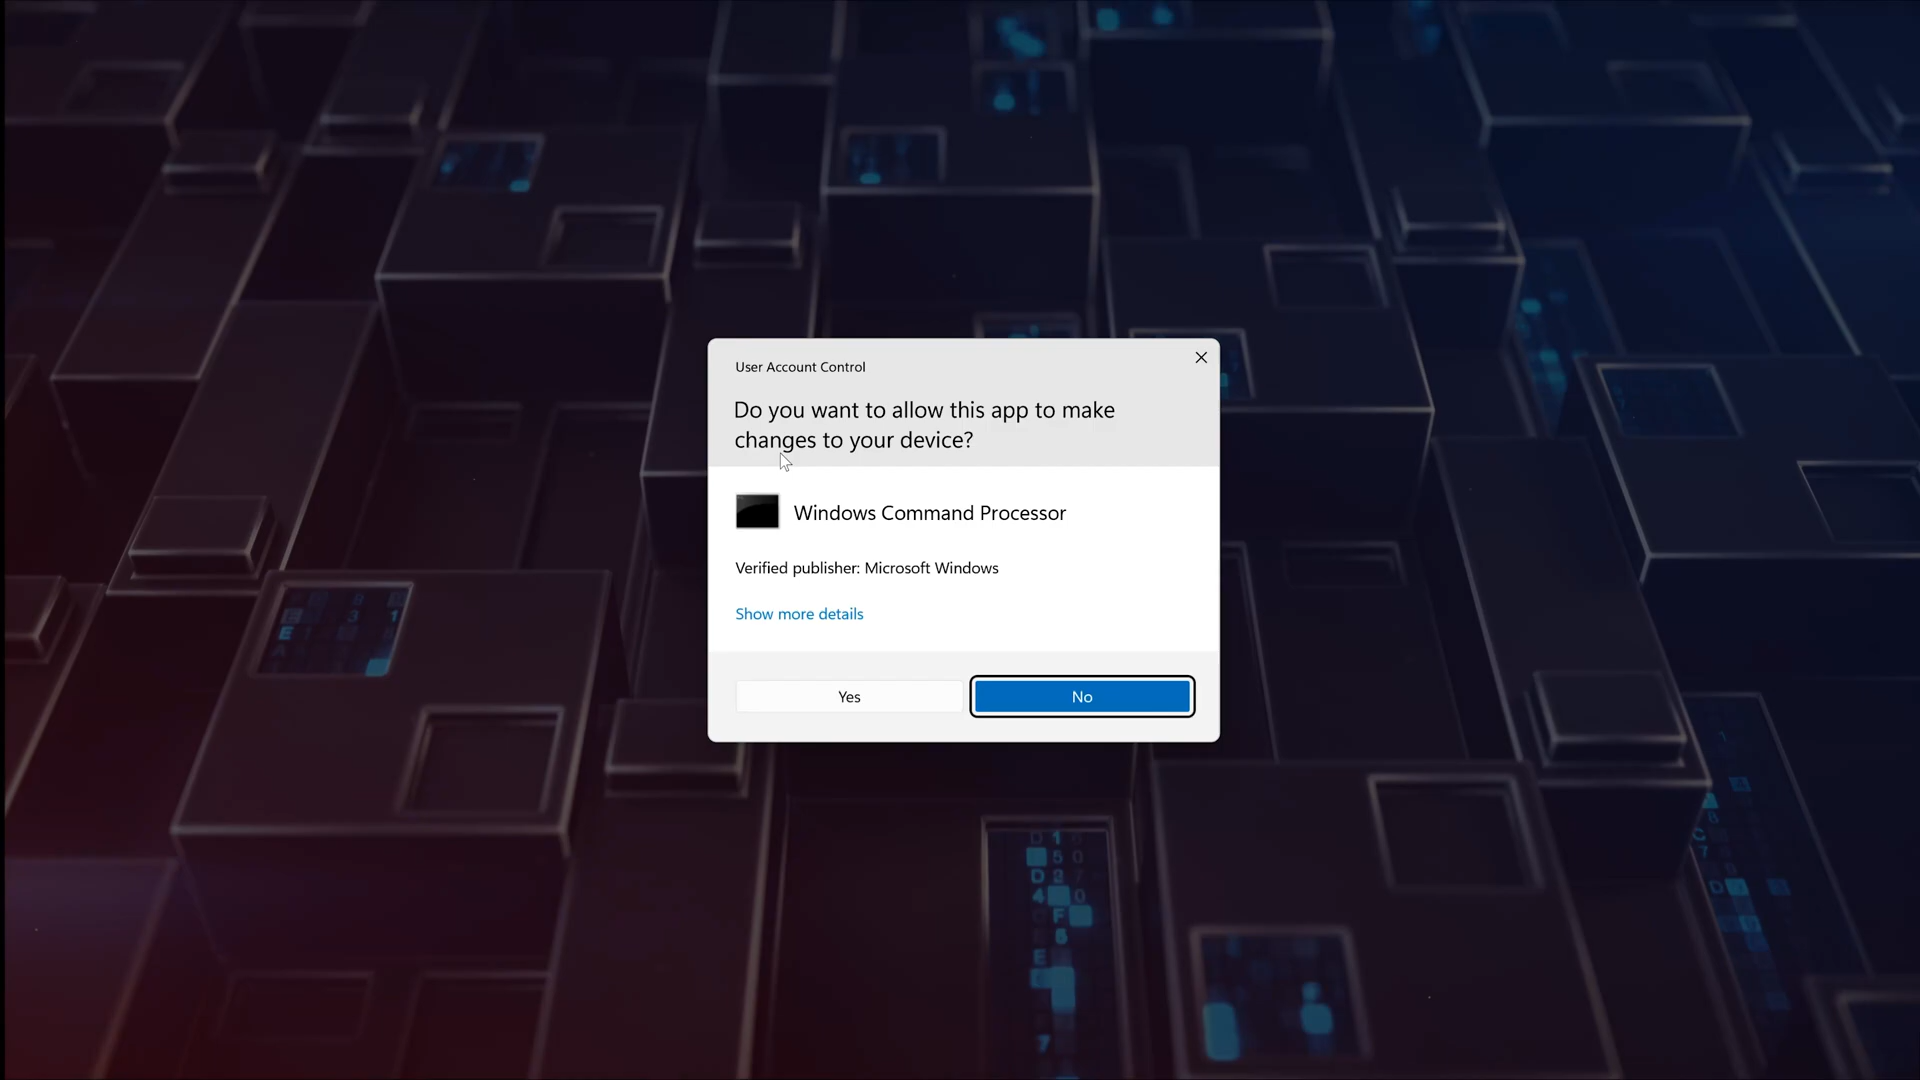 User Account Control
Do you want to allow this app to make
changes to your device?
Windows Command Processor
Verified publisher: Microsoft Windows
Show more details
Yes
No